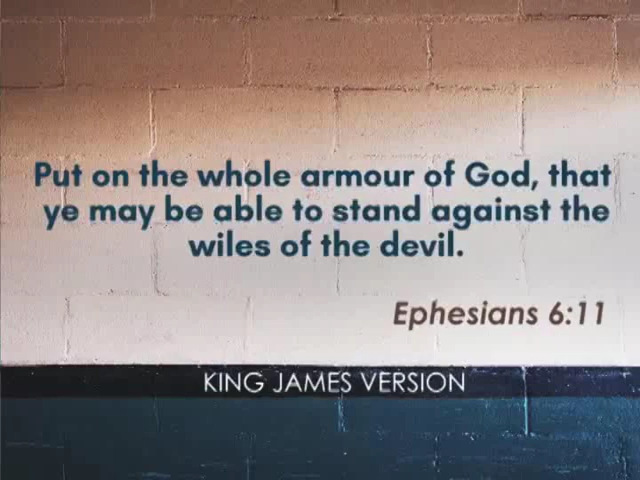 Put on the whole armour of God, that
ye may be able to stand against the
wiles of the devil.
Ephesians 6:11
KING JAMES VERSION